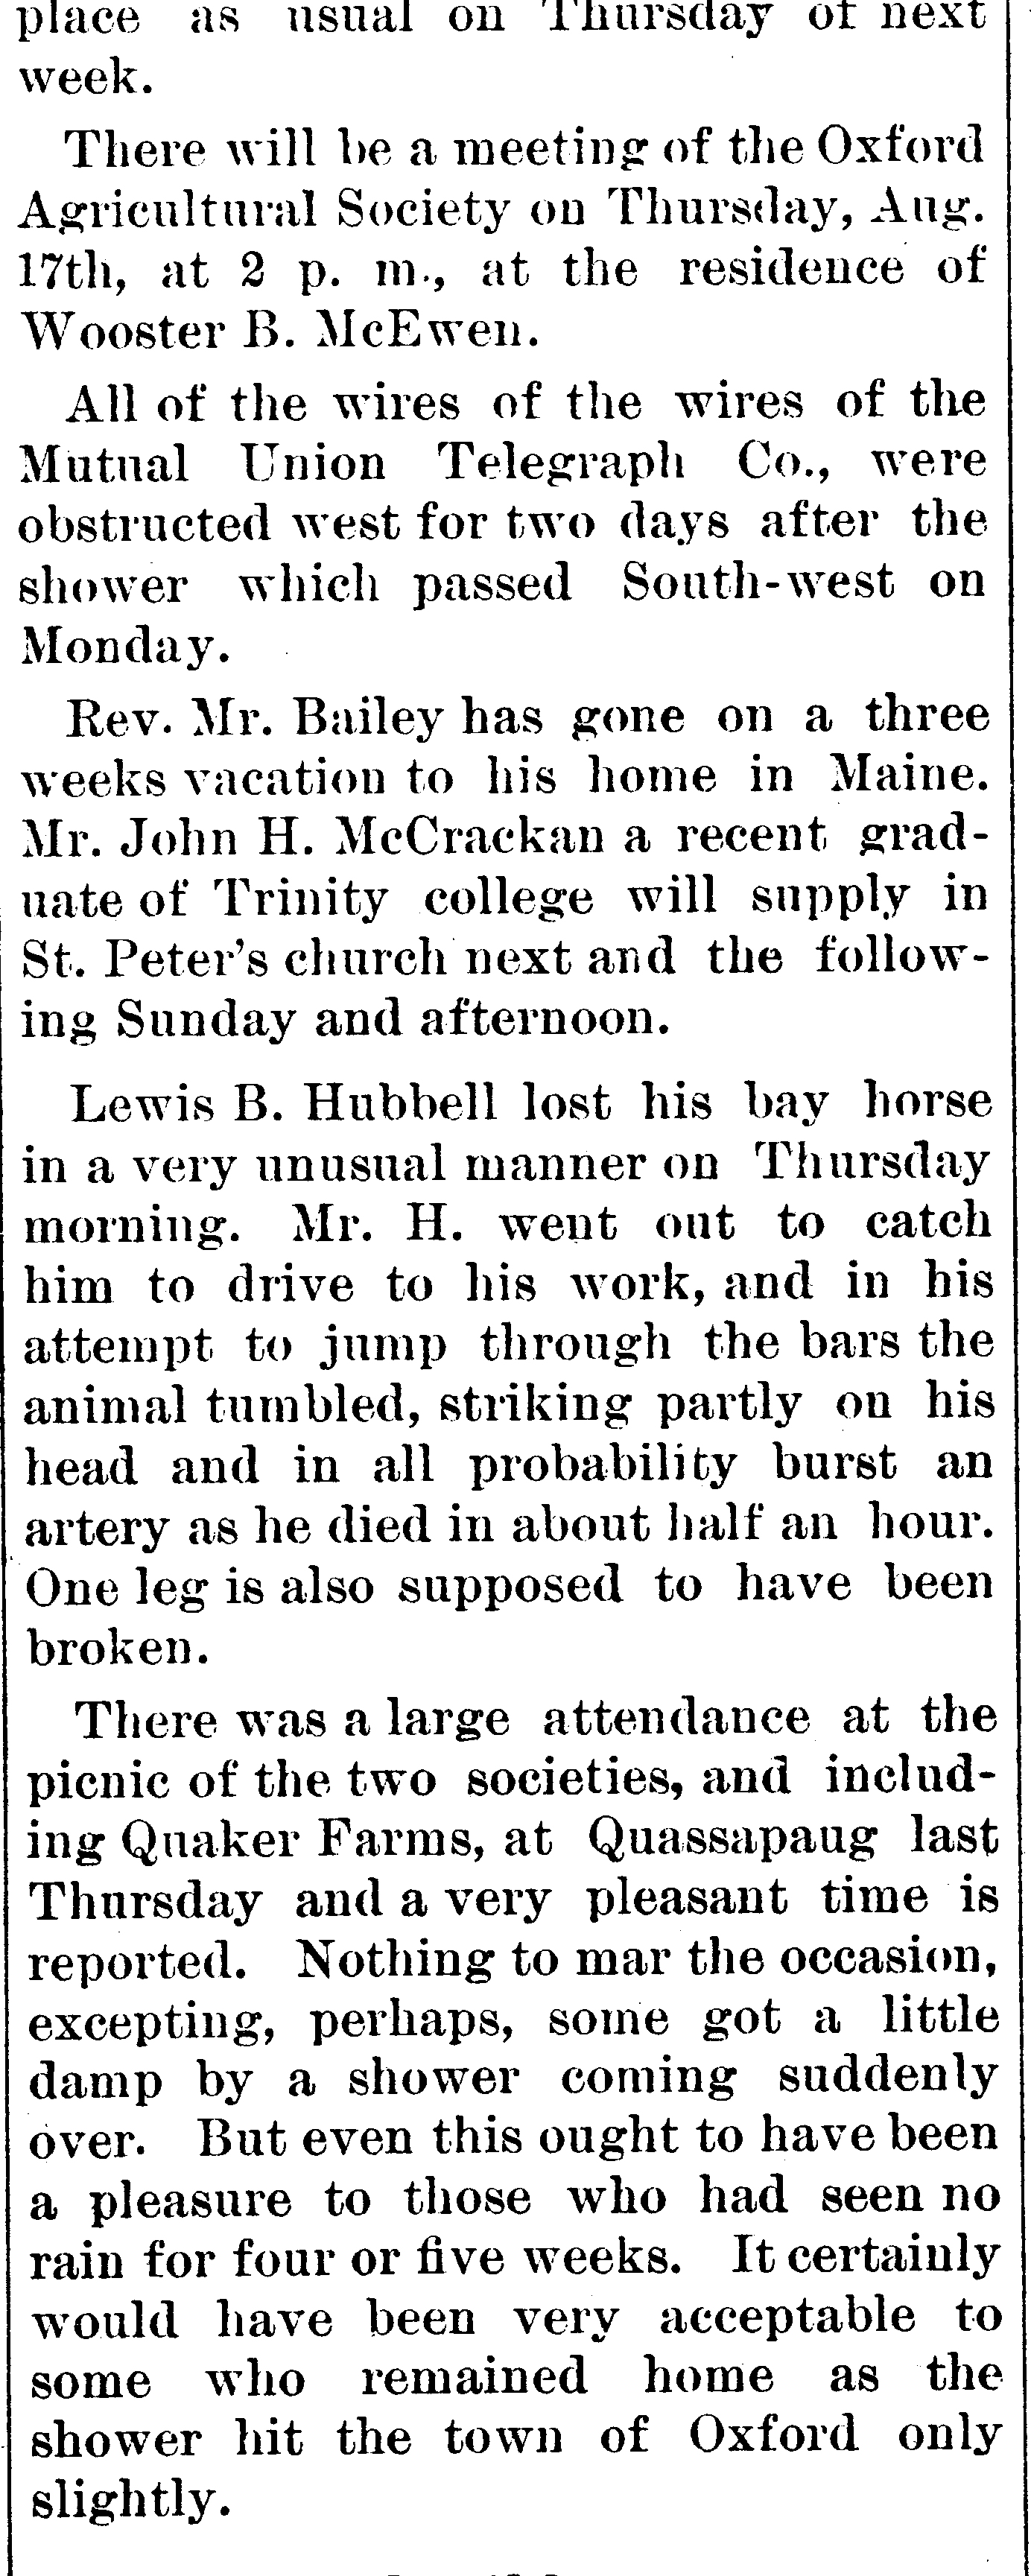 place as usual on Thursday of next
week.
There will be a meeting of the Oxford
Agricultural Society on Thursday, Aug.
17th, at 2 p. m., at the residence of
Wooster B. McEwen.
All of the wires of the wires of the
Mutual Union Telegraph Co., were
obstructed west for two days after the
shower which passed South-west on
Monday.
Rev. Mr. Bailey has gone on a three
weeks vacation to his home in Maine.
Mr. John H. McCrackan a recent grad-
uate of Trinity college will supply in
St. Peter's church next and the follow-
ing Sunday and afternoon.
Lewis B. Hubbell lost his bay horse
in a very unusual manner on Thursday
morning. Mr. H. went out to catch
him to drive to his work, and in his
attempt to jump through the bars the
animal tumbled, striking partly on his
head and in all probability burst an
artery as he died in about half an hour.
One leg is also supposed to have been
broken.
There was a large attendance at the
picnic of the two societies, and includ-
ing Quaker Farms, at Quassapaug last
Thursday and a very pleasant time is
reported. Nothing to mar the occasion,
excepting, perhaps, some got a little
damp by a shower coming suddenly
over. But even this ought to have been
a pleasure to those who had seen no
rain for four or five weeks. It certainly
would have been very acceptable to
some who remained home as the
shower hit the town of Oxford only
slightly.